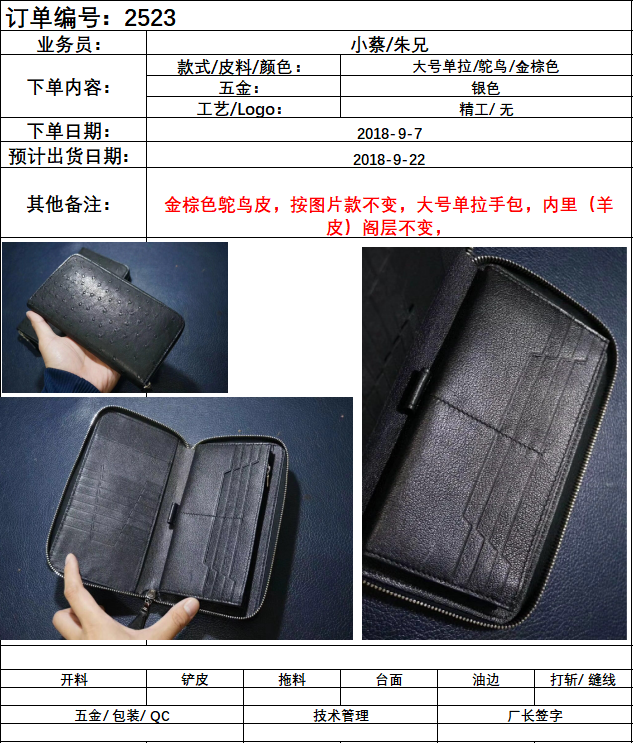 订单编号：2523
业务员： 小蔡/朱兄
下单内容： 款式/皮料/颜色： 大号单拉/鸵鸟/金棕色
五金： 银色
工艺/Logo： 精工/ 无
下单日期： 2018-9-7
预计出货日期： 2018-9-22
其他备注： 金棕色鸵鸟皮，按图片款不变，大号单拉手包，内里（羊
皮）阁层不变，
开料 铲皮 拖料 台面 油边 打斩/ 缝线
五金/ 包装/ QC 技术管理 厂长签字